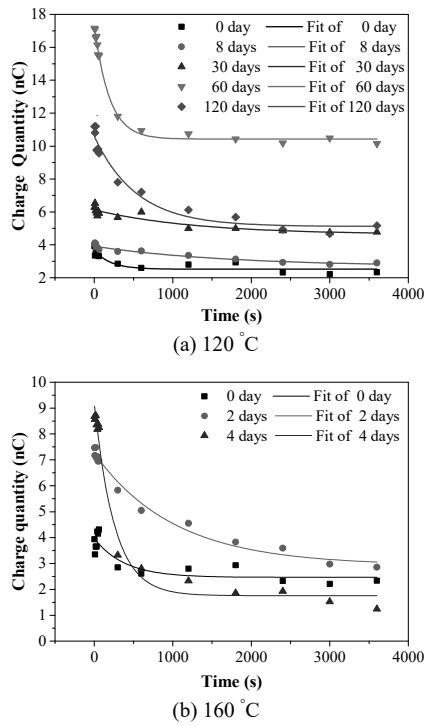 0 day Fit of 0 day
8 days Fit of 8 days
30 days Fit of 30 days
60 days Fit of 60 days
120 days Fit of 120 days
18
16
14
12
10
8
6
4
2
Charge Quantity (nC)
0 1000 2000 3000 4000
Time (s)
(a) 120 °C
0 day Fit of 0 day
2 days Fit of 2 days
4 days Fit of 4 days
10
9
8
7
6
5
4
3
2
1
0
Charge quantity (nC)
0 1000 2000 3000 4000
Time (s)
(b) 160 °C